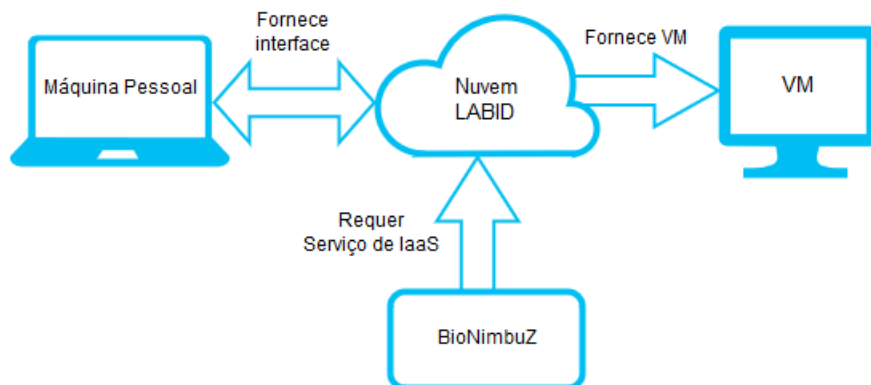 Fornece
interface
Fornece VM
Máquina Pessoal
Nuvem
LABID
VM
Requer
Serviço de IaaS
BioNimbuZ